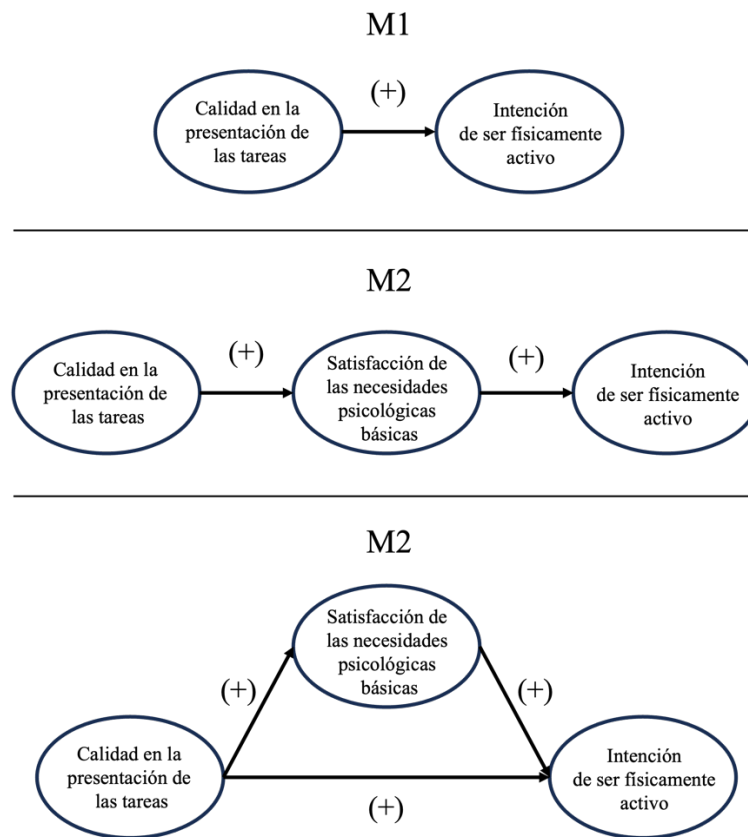 M1
(+)
Calidad en la
presentación de
las tareas
Intención
de ser físicamente
activo
M2
(+)
(+)
Calidad en la
presentación de
las tareas
Satisfacción de
las necesidades
psicológicas
básicas
Intención
de ser físicamente
activo
M2
Satisfacción de
las necesidades
psicológicas
básicas
(+)
(+)
Calidad en la
presentación de
las tareas
Intención
de ser físicamente
activo
(+)